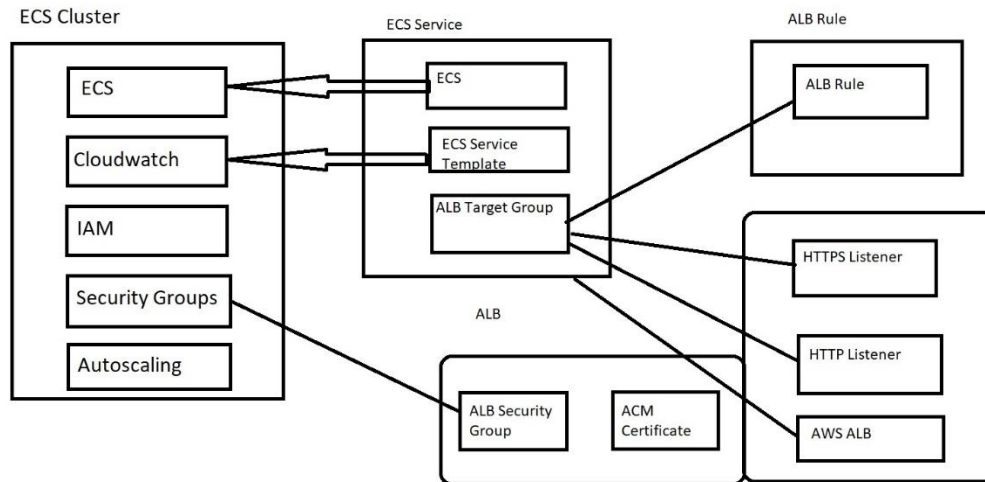 ECS Cluster
ECS
Cloudwatch
IAM
Security Groups
Autoscaling
ECS Service
ECS
ECS Service
Template
ALB Target Group
ALB Rule
ALB Rule
HTTPS Listener
HTTP Listener
AWS ALB
ALB
ALB Security
Group
ACM
Certificate